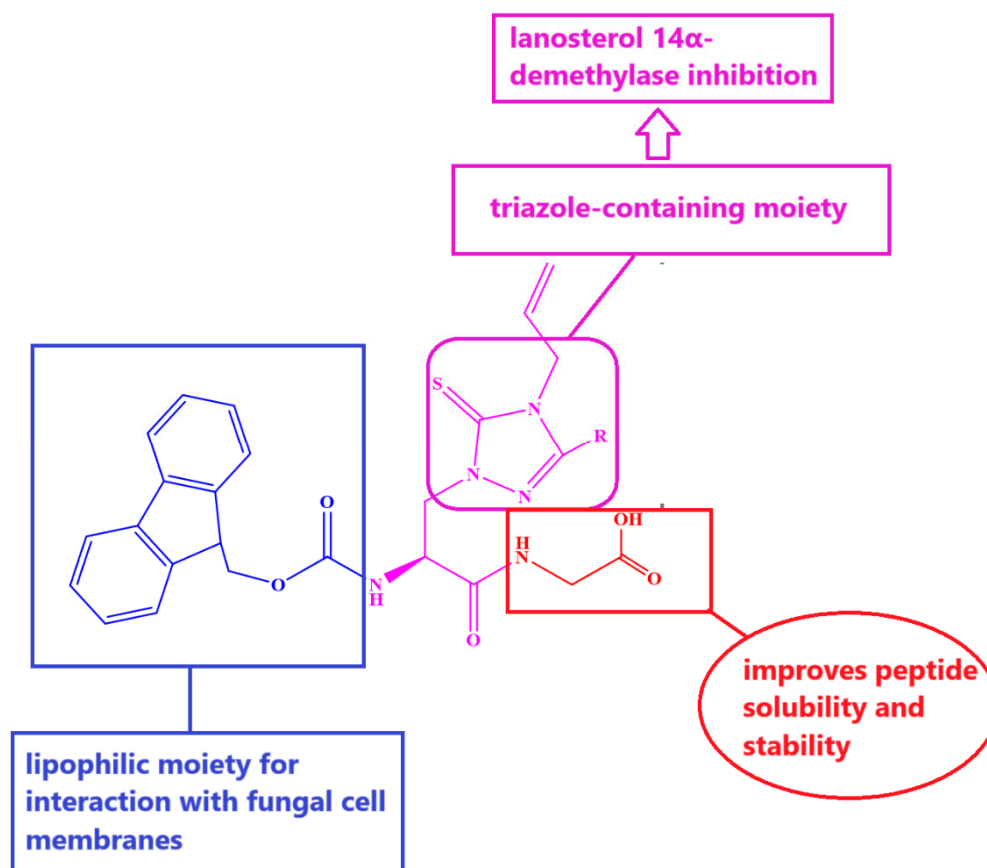 lanosterol 14α-
demethylase inhibition
triazole-containing moiety
S
N
R
N
N
O
OH
H
N
O
O
N
H
O
improves peptide
solubility and
stability
lipophilic moiety for
interaction with fungal cell
membranes